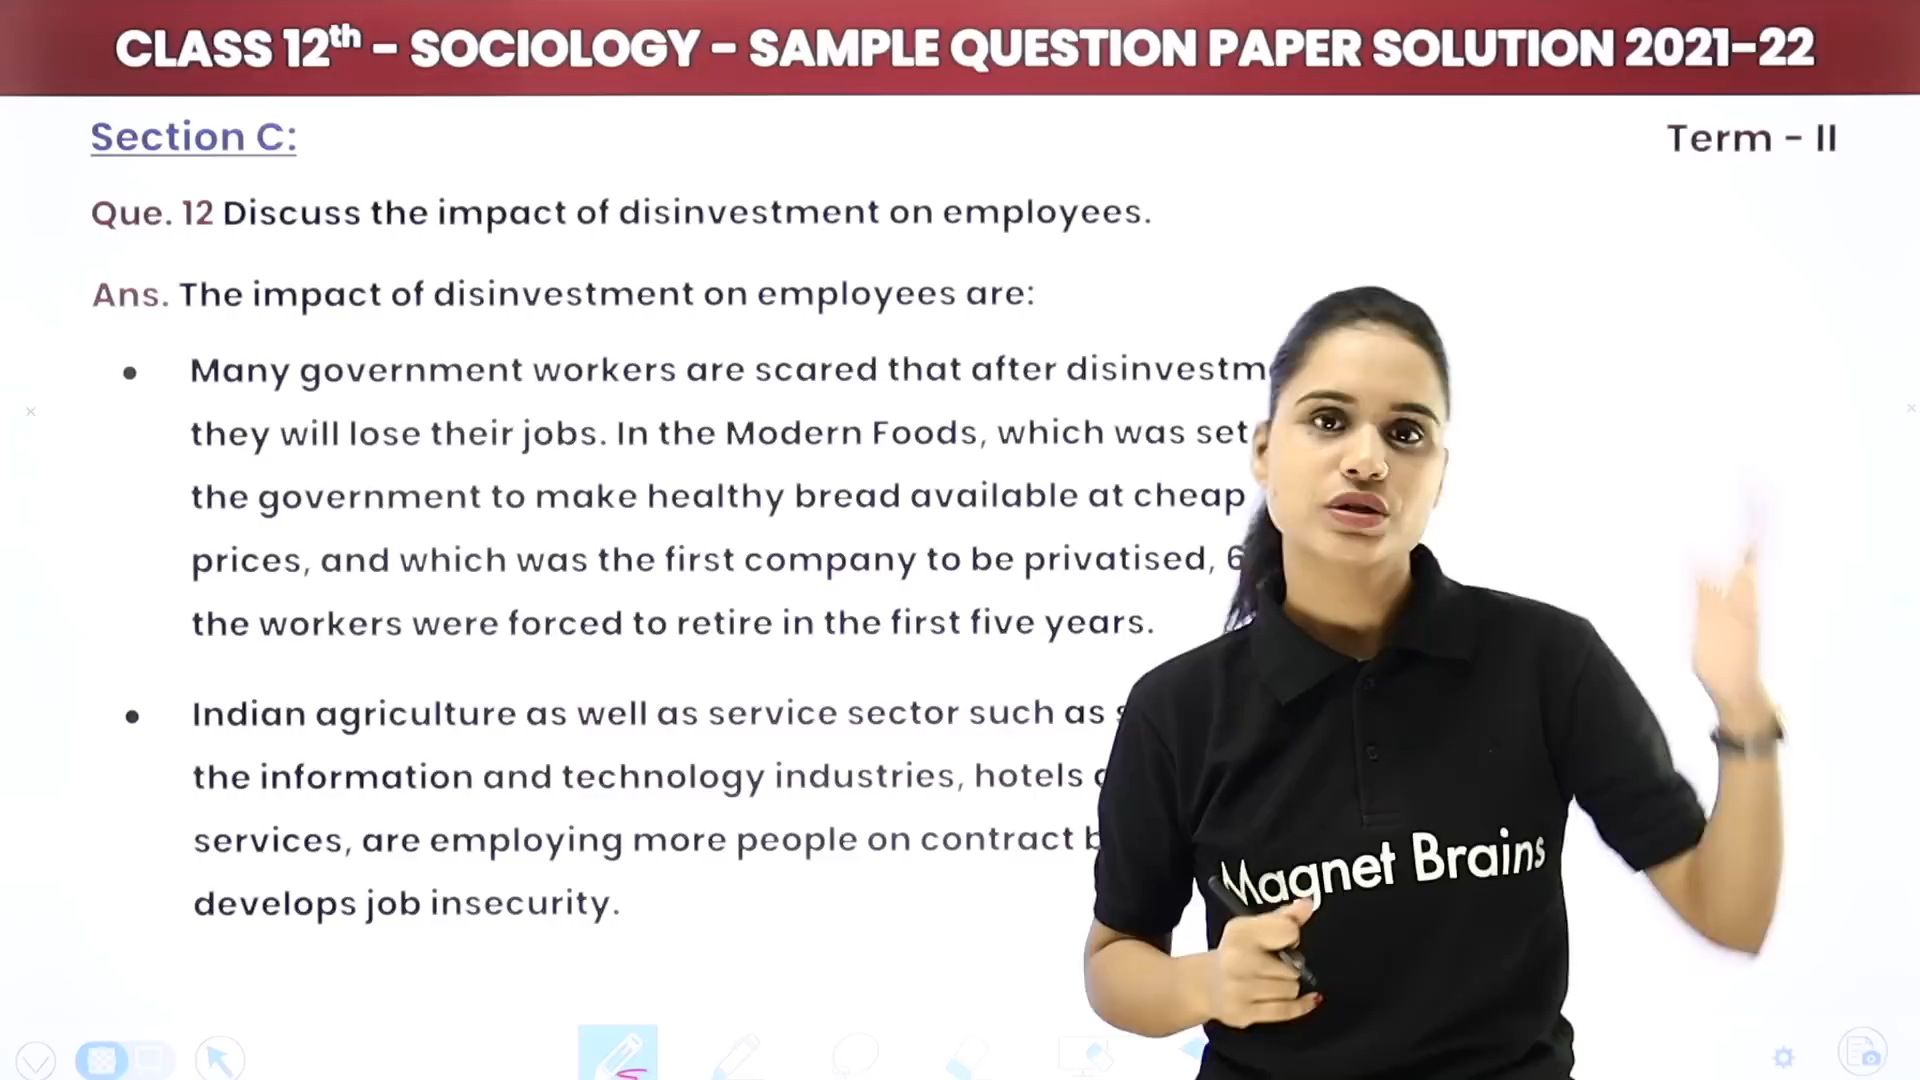 CLASS 12th - SOCIOLOGY - SAMPLE QUESTION PAPER SOLUTION 2021-22
Section C:
Term - II
Que. 12 Discuss the impact of disinvestment on employees.
Ans. The impact of disinvestment on employees are:
• Many government workers are scared that after
they will lose their jobs. In the Modern Foods, which was set
the government to make healthy bread available at cheap
prices, and which was the first company to be privatised,
the workers were forced to retire in the first five years.
• Indian agriculture as well as service sector such as
the information and technology industries, hotels
services, are employing more people on contract
develops job insecurity.
Magnet Brains